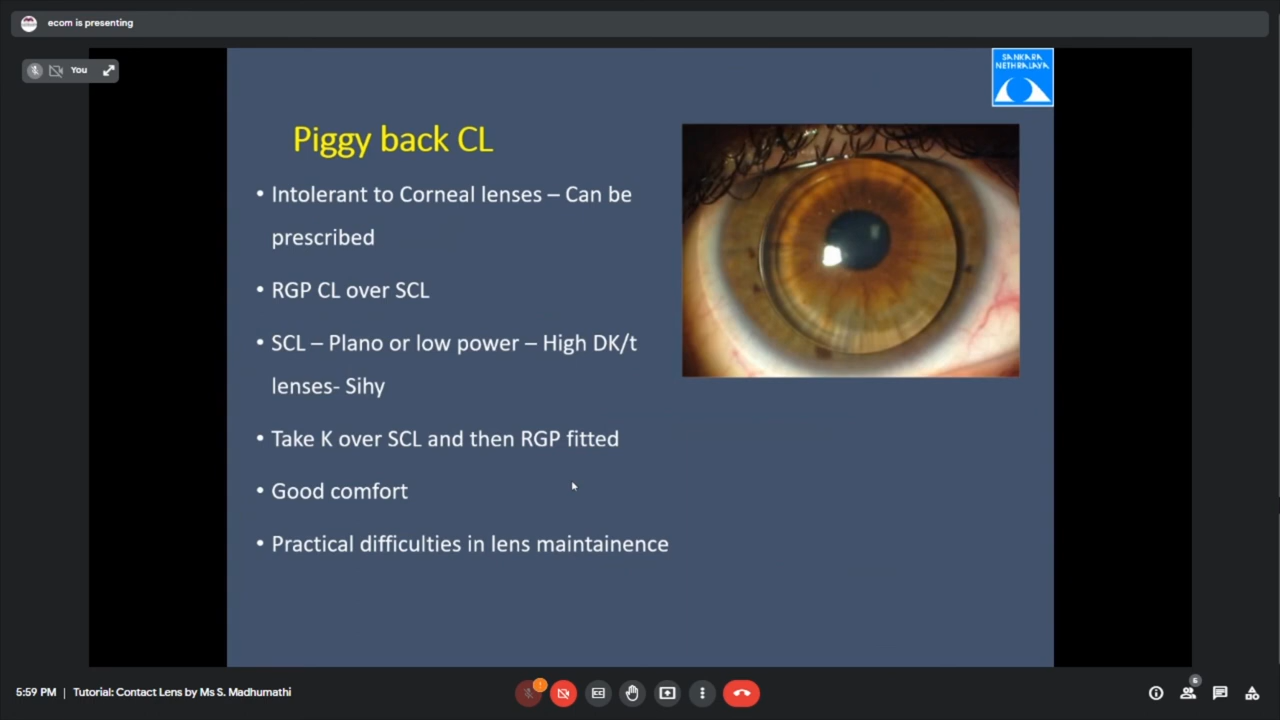 ecom is presenting
You
SANKARA
NETHRALAYA
Piggy back CL
• Intolerant to Corneal lenses – Can be
prescribed
• RGP CL over SCL
• SCL – Plano or low power – High DK/t
lenses- Sihy
• Take K over SCL and then RGP fitted
• Good comfort
• Practical difficulties in lens maintainence
5:59 PM | Tutorial: Contact Lens by Ms S. Madhumathi
6